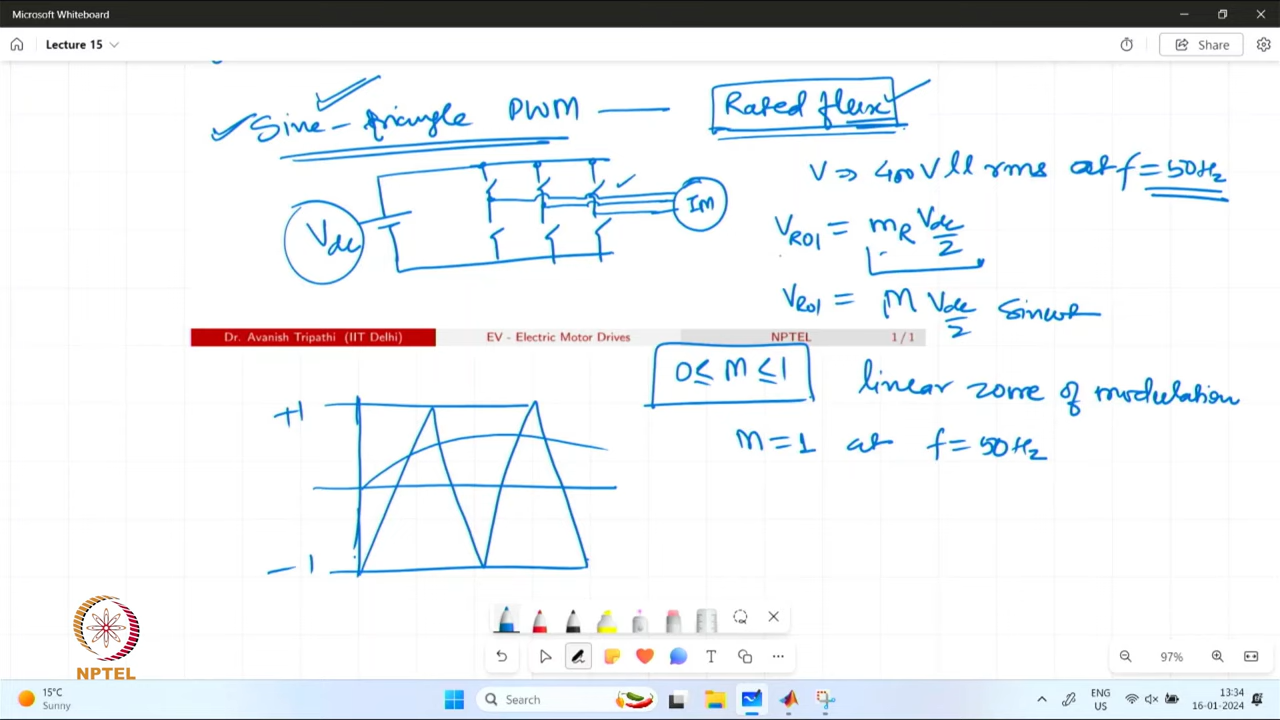 Microsoft Whiteboard
Lecture 15
Share
Sine-triangle PWM — Rated flux
V ⇒ 400V ll rms at f = 50Hz
Vdc
IM
VRO1 = mR Vdc/2
VRO1 = M Vdc/2 sinωt
Dr. Avanish Tripathi (IIT Delhi) EV - Electric Motor Drives NPTEL 1 / 1
0 ≤ M ≤ 1 linear zone of modulation
+1
M = 1 at f = 50Hz
-1
NPTEL
97%
15°C
Sunny
Search
ENG
US
13:34
16-01-2024